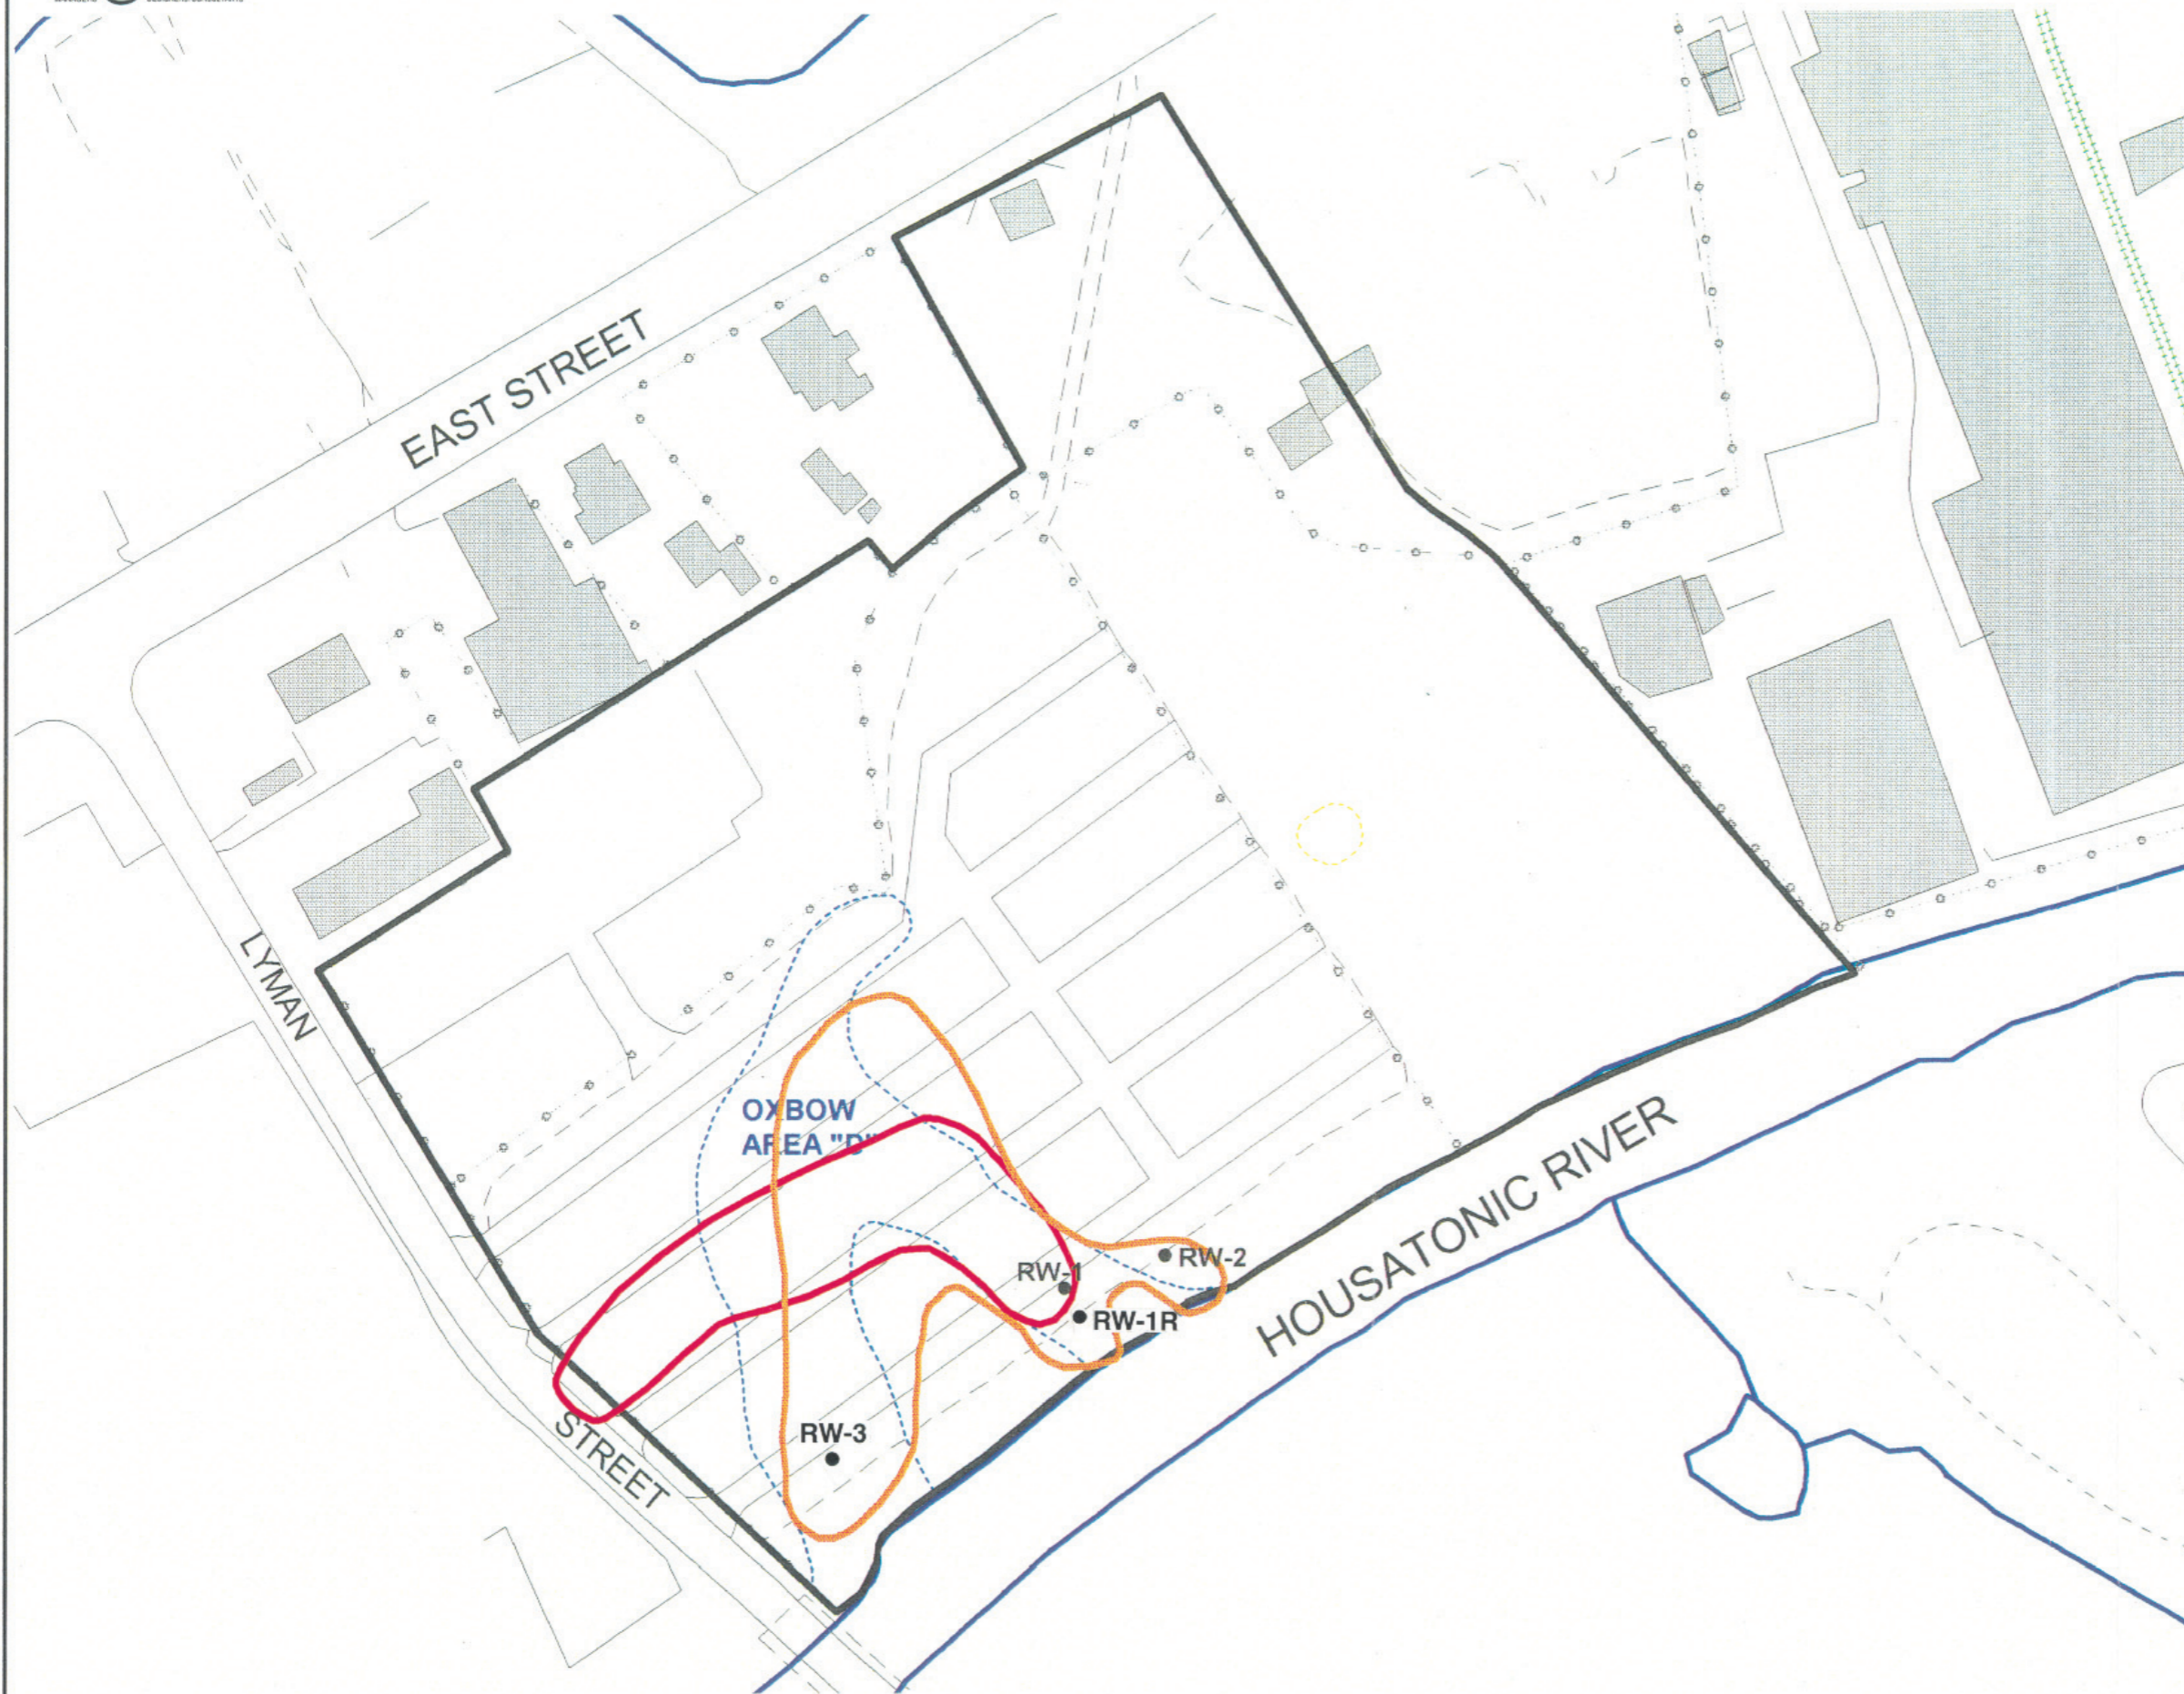 EAST STREET
LYMAN
STREET
OXBOW
AREA "D"
RW-1
RW-2
RW-1R
RW-3
HOUSATONIC RIVER